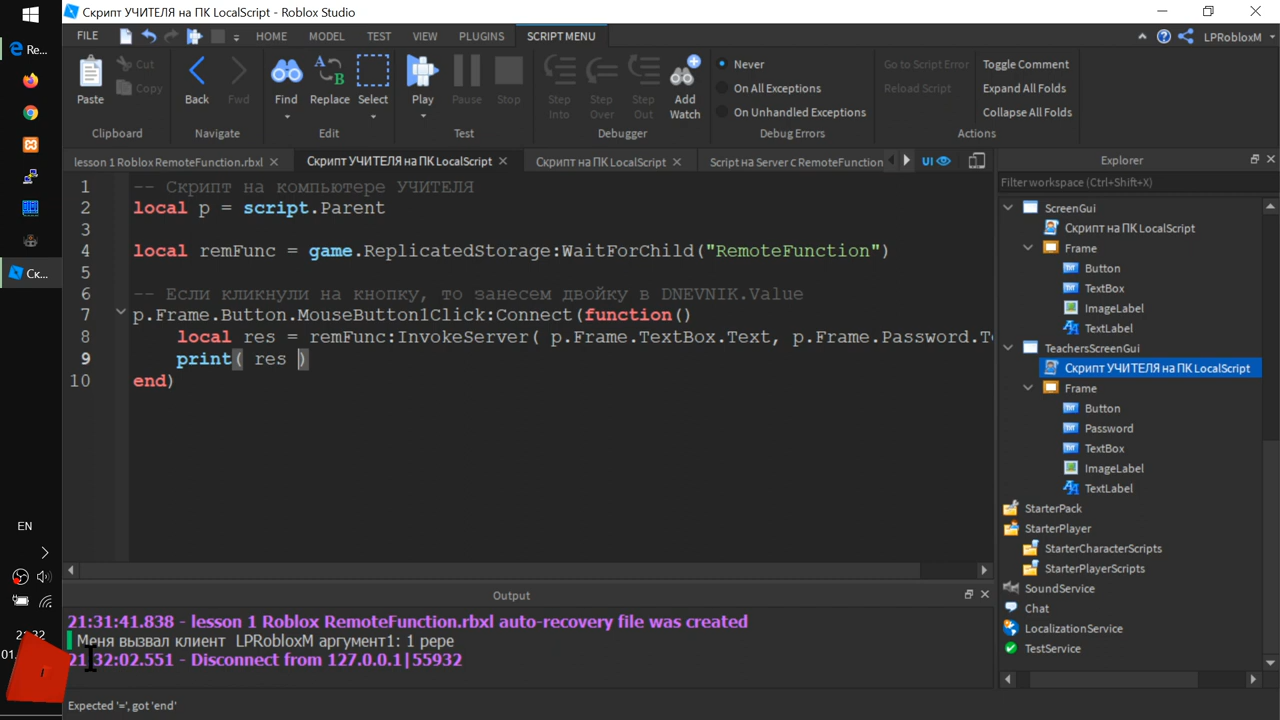 Скрипт УЧИТЕЛЯ на ПК LocalScript - Roblox Studio
FILE HOME MODEL TEST VIEW PLUGINS SCRIPT MENU LPRobloxM
Paste Cut Copy Back Fwd Find Replace Select Play Pause Stop Step Into Step Over Step Out Add Watch Never On All Exceptions On Unhandled Exceptions Go to Script Error Reload Script Toggle Comment Expand All Folds Collapse All Folds
Clipboard Navigate Edit Test Debugger Debug Errors Actions
lesson 1 Roblox RemoteFunction.rbxl Скрипт УЧИТЕЛЯ на ПК LocalScript Скрипт на ПК LocalScript Script на Server с RemoteFunction UI
1 -- Скрипт на компьютере УЧИТЕЛЯ
2 local p = script.Parent
3
4 local remFunc = game.ReplicatedStorage:WaitForChild("RemoteFunction")
5
6 -- Если кликнули на кнопку, то занесем двойку в DNEVNIK.Value
7 p.Frame.Button.MouseButton1Click:Connect(function()
8 local res = remFunc:InvokeServer( p.Frame.TextBox.Text, p.Frame.Password.Te
9 print( res )
10 end)
Explorer
Filter workspace (Ctrl+Shift+X)
ScreenGui
Скрипт на ПК LocalScript
Frame
Button
TextBox
ImageLabel
TextLabel
TeachersScreenGui
Скрипт УЧИТЕЛЯ на ПК LocalScript
Frame
Button
Password
TextBox
ImageLabel
TextLabel
StarterPack
StarterPlayer
StarterCharacterScripts
StarterPlayerScripts
SoundService
Chat
LocalizationService
TestService
Output
21:31:41.838 - lesson 1 Roblox RemoteFunction.rbxl auto-recovery file was created
Меня вызвал клиент LPRobloxM аргумент1: 1 pepe
21:32:02.551 - Disconnect from 127.0.0.1|55932
Expected '=', got 'end'
Re...
Ск...
EN